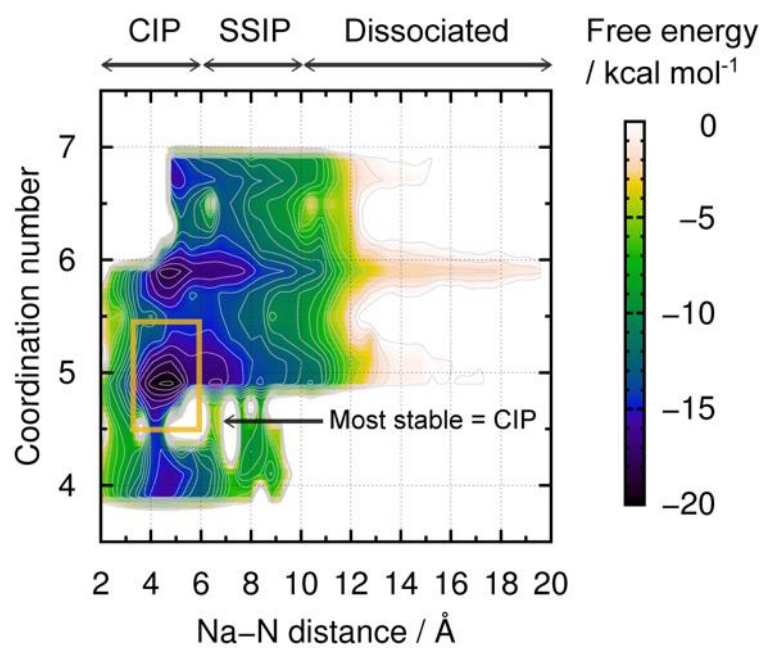 CIP SSIP Dissociated
Free energy
/ kcal mol-1
0
−5
−10
−15
−20
Coordination number
7
6
5
4
Most stable = CIP
2 4 6 8 10 12 14 16 18 20
Na−N distance / Å